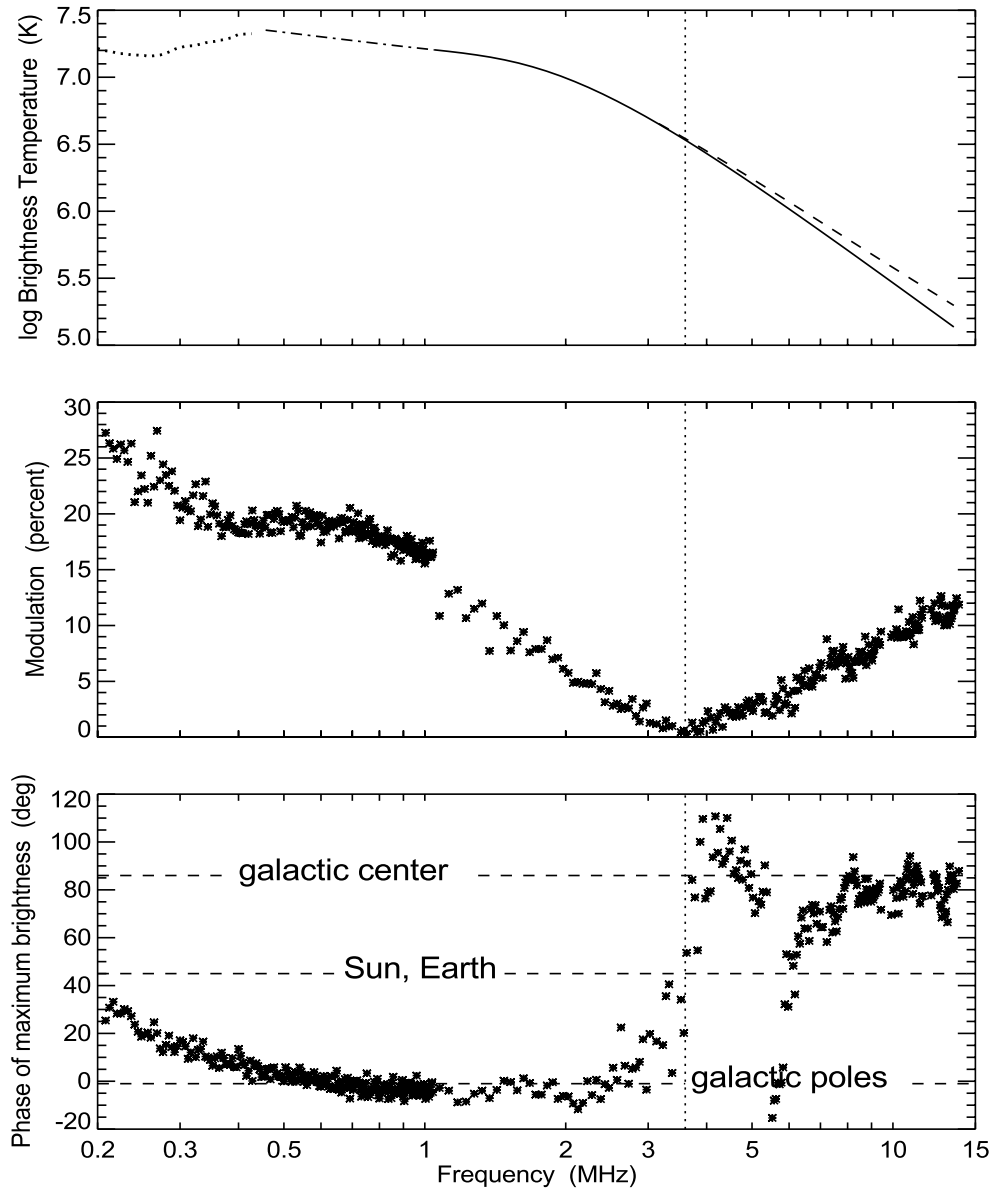 7.5
7.0
6.5
6.0
5.5
5.0
log Brightness Temperature (K)
30
25
20
15
10
5
0
Modulation (percent)
120
100
80
60
40
20
0
-20
Phase of maximum brightness (deg)
galactic center
Sun, Earth
galactic poles
0.2 0.3 0.5 1 2 3 5 10 15
Frequency (MHz)